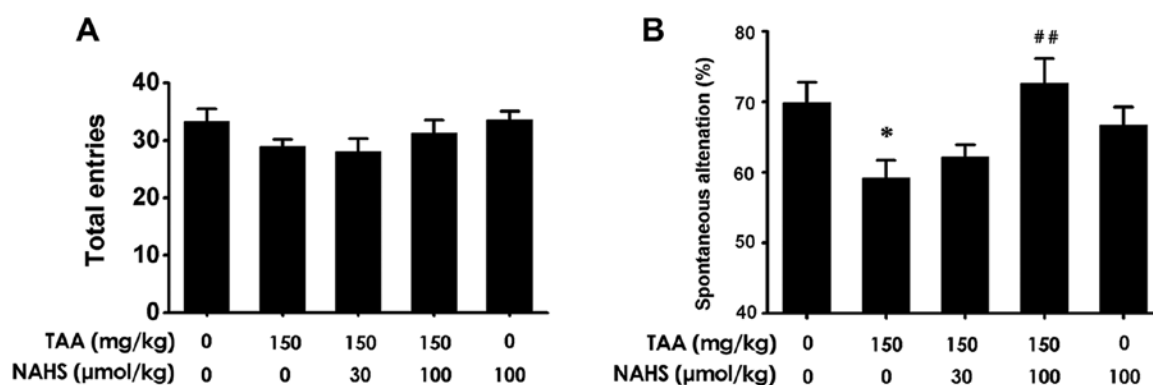 A
Total entries
40
30
20
10
0
TAA (mg/kg) 0 150 150 150 0
NAHS (µmol/kg) 0 0 30 100 100
B
Spontaneous altenation (%)
80
70
60
50
40
*
##
TAA (mg/kg) 0 150 150 150 0
NAHS (µmol/kg) 0 0 30 100 100